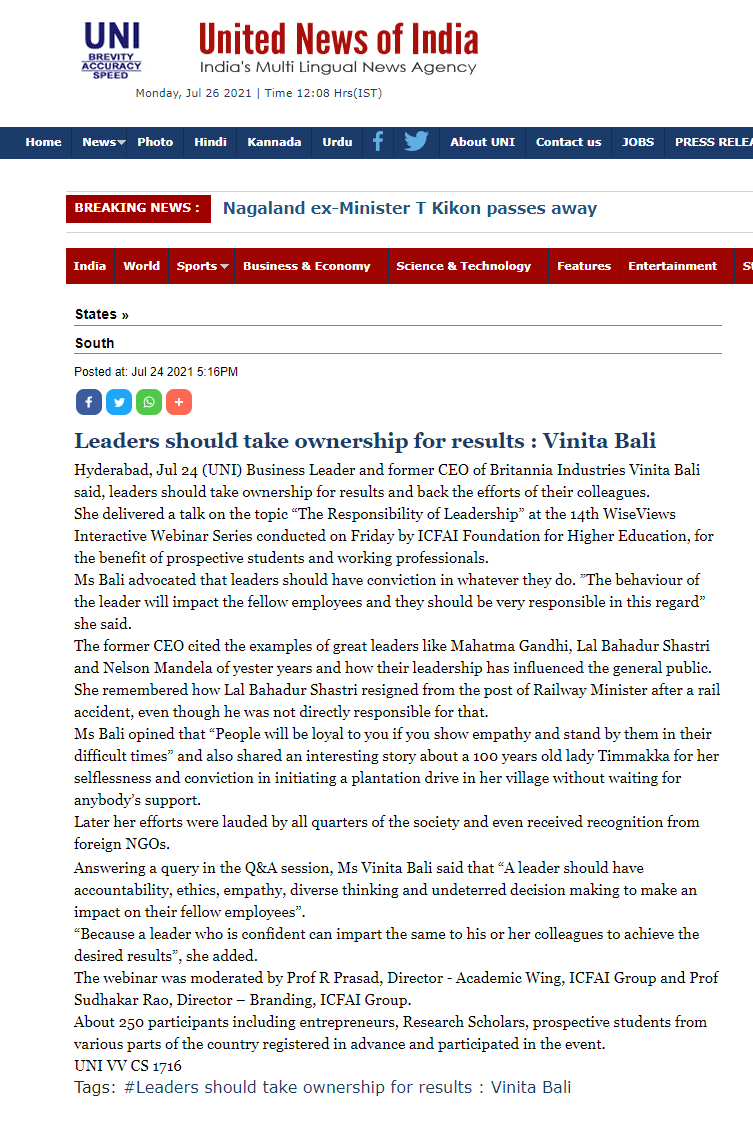 UNI
BREVITY
ACCURACY
SPEED
United News of India
India's Multi Lingual News Agency
Monday, Jul 26 2021 | Time 12:08 Hrs(IST)
Home News Photo Hindi Kannada Urdu f About UNI Contact us JOBS PRESS RELEA
BREAKING NEWS : Nagaland ex-Minister T Kikon passes away
India World Sports Business & Economy Science & Technology Features Entertainment St
States »
South
Posted at: Jul 24 2021 5:16PM
Leaders should take ownership for results : Vinita Bali
Hyderabad, Jul 24 (UNI) Business Leader and former CEO of Britannia Industries Vinita Bali
said, leaders should take ownership for results and back the efforts of their colleagues.
She delivered a talk on the topic “The Responsibility of Leadership” at the 14th WiseViews
Interactive Webinar Series conducted on Friday by ICFAI Foundation for Higher Education, for
the benefit of prospective students and working professionals.
Ms Bali advocated that leaders should have conviction in whatever they do. ”The behaviour of
the leader will impact the fellow employees and they should be very responsible in this regard”
she said.
The former CEO cited the examples of great leaders like Mahatma Gandhi, Lal Bahadur Shastri
and Nelson Mandela of yester years and how their leadership has influenced the general public.
She remembered how Lal Bahadur Shastri resigned from the post of Railway Minister after a rail
accident, even though he was not directly responsible for that.
Ms Bali opined that “People will be loyal to you if you show empathy and stand by them in their
difficult times” and also shared an interesting story about a 100 years old lady Timmakka for her
selflessness and conviction in initiating a plantation drive in her village without waiting for
anybody’s support.
Later her efforts were lauded by all quarters of the society and even received recognition from
foreign NGOs.
Answering a query in the Q&A session, Ms Vinita Bali said that “A leader should have
accountability, ethics, empathy, diverse thinking and undeterred decision making to make an
impact on their fellow employees”.
“Because a leader who is confident can impart the same to his or her colleagues to achieve the
desired results”, she added.
The webinar was moderated by Prof R Prasad, Director - Academic Wing, ICFAI Group and Prof
Sudhakar Rao, Director – Branding, ICFAI Group.
About 250 participants including entrepreneurs, Research Scholars, prospective students from
various parts of the country registered in advance and participated in the event.
UNI VV CS 1716
Tags: #Leaders should take ownership for results : Vinita Bali